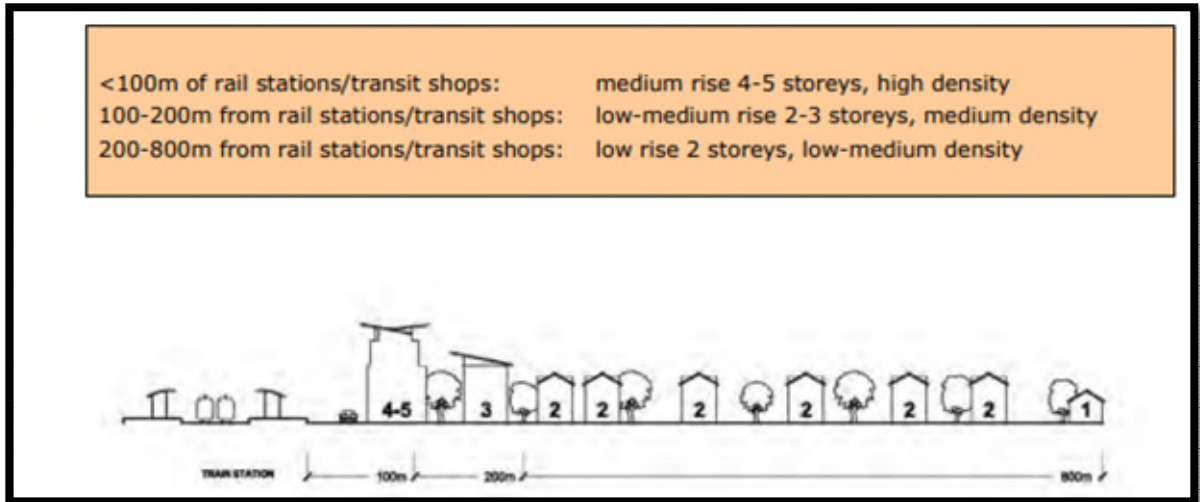 <100m of rail stations/transit shops: medium rise 4-5 storeys, high density
100-200m from rail stations/transit shops: low-medium rise 2-3 storeys, medium density
200-800m from rail stations/transit shops: low rise 2 storeys, low-medium density
4-5 3 2 2 2 2 2 2 1
TRAIN STATION 100m 200m 800m